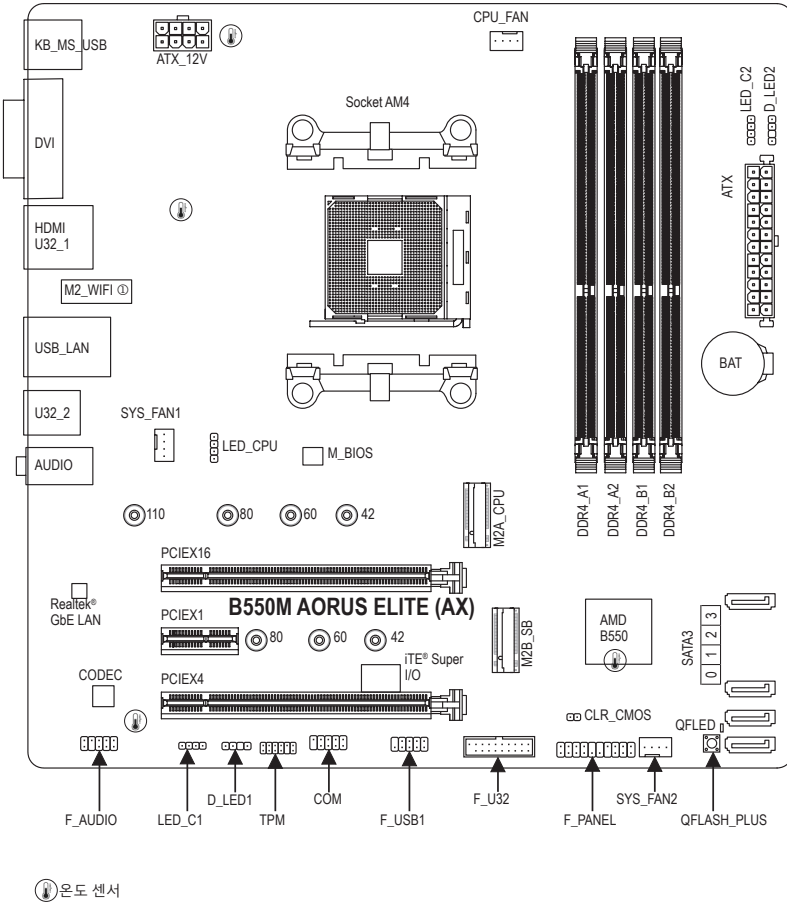 CPU_FAN
KB_MS_USB
ATX_12V
LED_C2
D_LED2
Socket AM4
DVI
ATX
HDMI
U32_1
M2_WIFI ①
USB_LAN
BAT
U32_2
SYS_FAN1
LED_CPU
M_BIOS
AUDIO
DDR4_A1
DDR4_A2
DDR4_B1
DDR4_B2
110
80
60
42
M2A_CPU
PCIEX16
Realtek®
GbE LAN
B550M AORUS ELITE (AX)
PCIEX1
80
60
42
M2B_SB
AMD
B550
SATA3
3
2
1
0
iTE® Super
I/O
CODEC
PCIEX4
CLR_CMOS
QFLED
F_AUDIO
LED_C1
D_LED1
TPM
COM
F_USB1
F_U32
F_PANEL
SYS_FAN2
QFLASH_PLUS
온도 센서